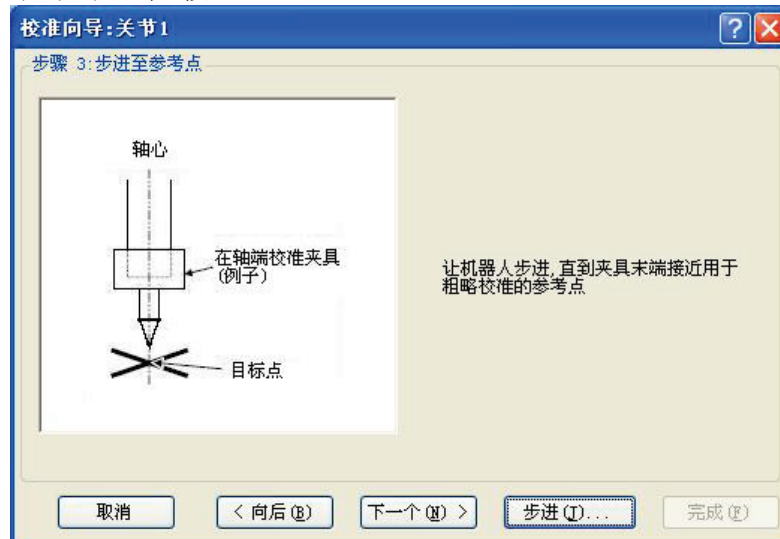 校准向导:关节1
步骤 3:步进至参考点
轴心
在轴端校准夹具
(例子)
目标点
让机器人步进,直到夹具末端接近用于
粗略校准的参考点
取消
< 向后(B)
下一个(N) >
步进(J)...
完成(F)